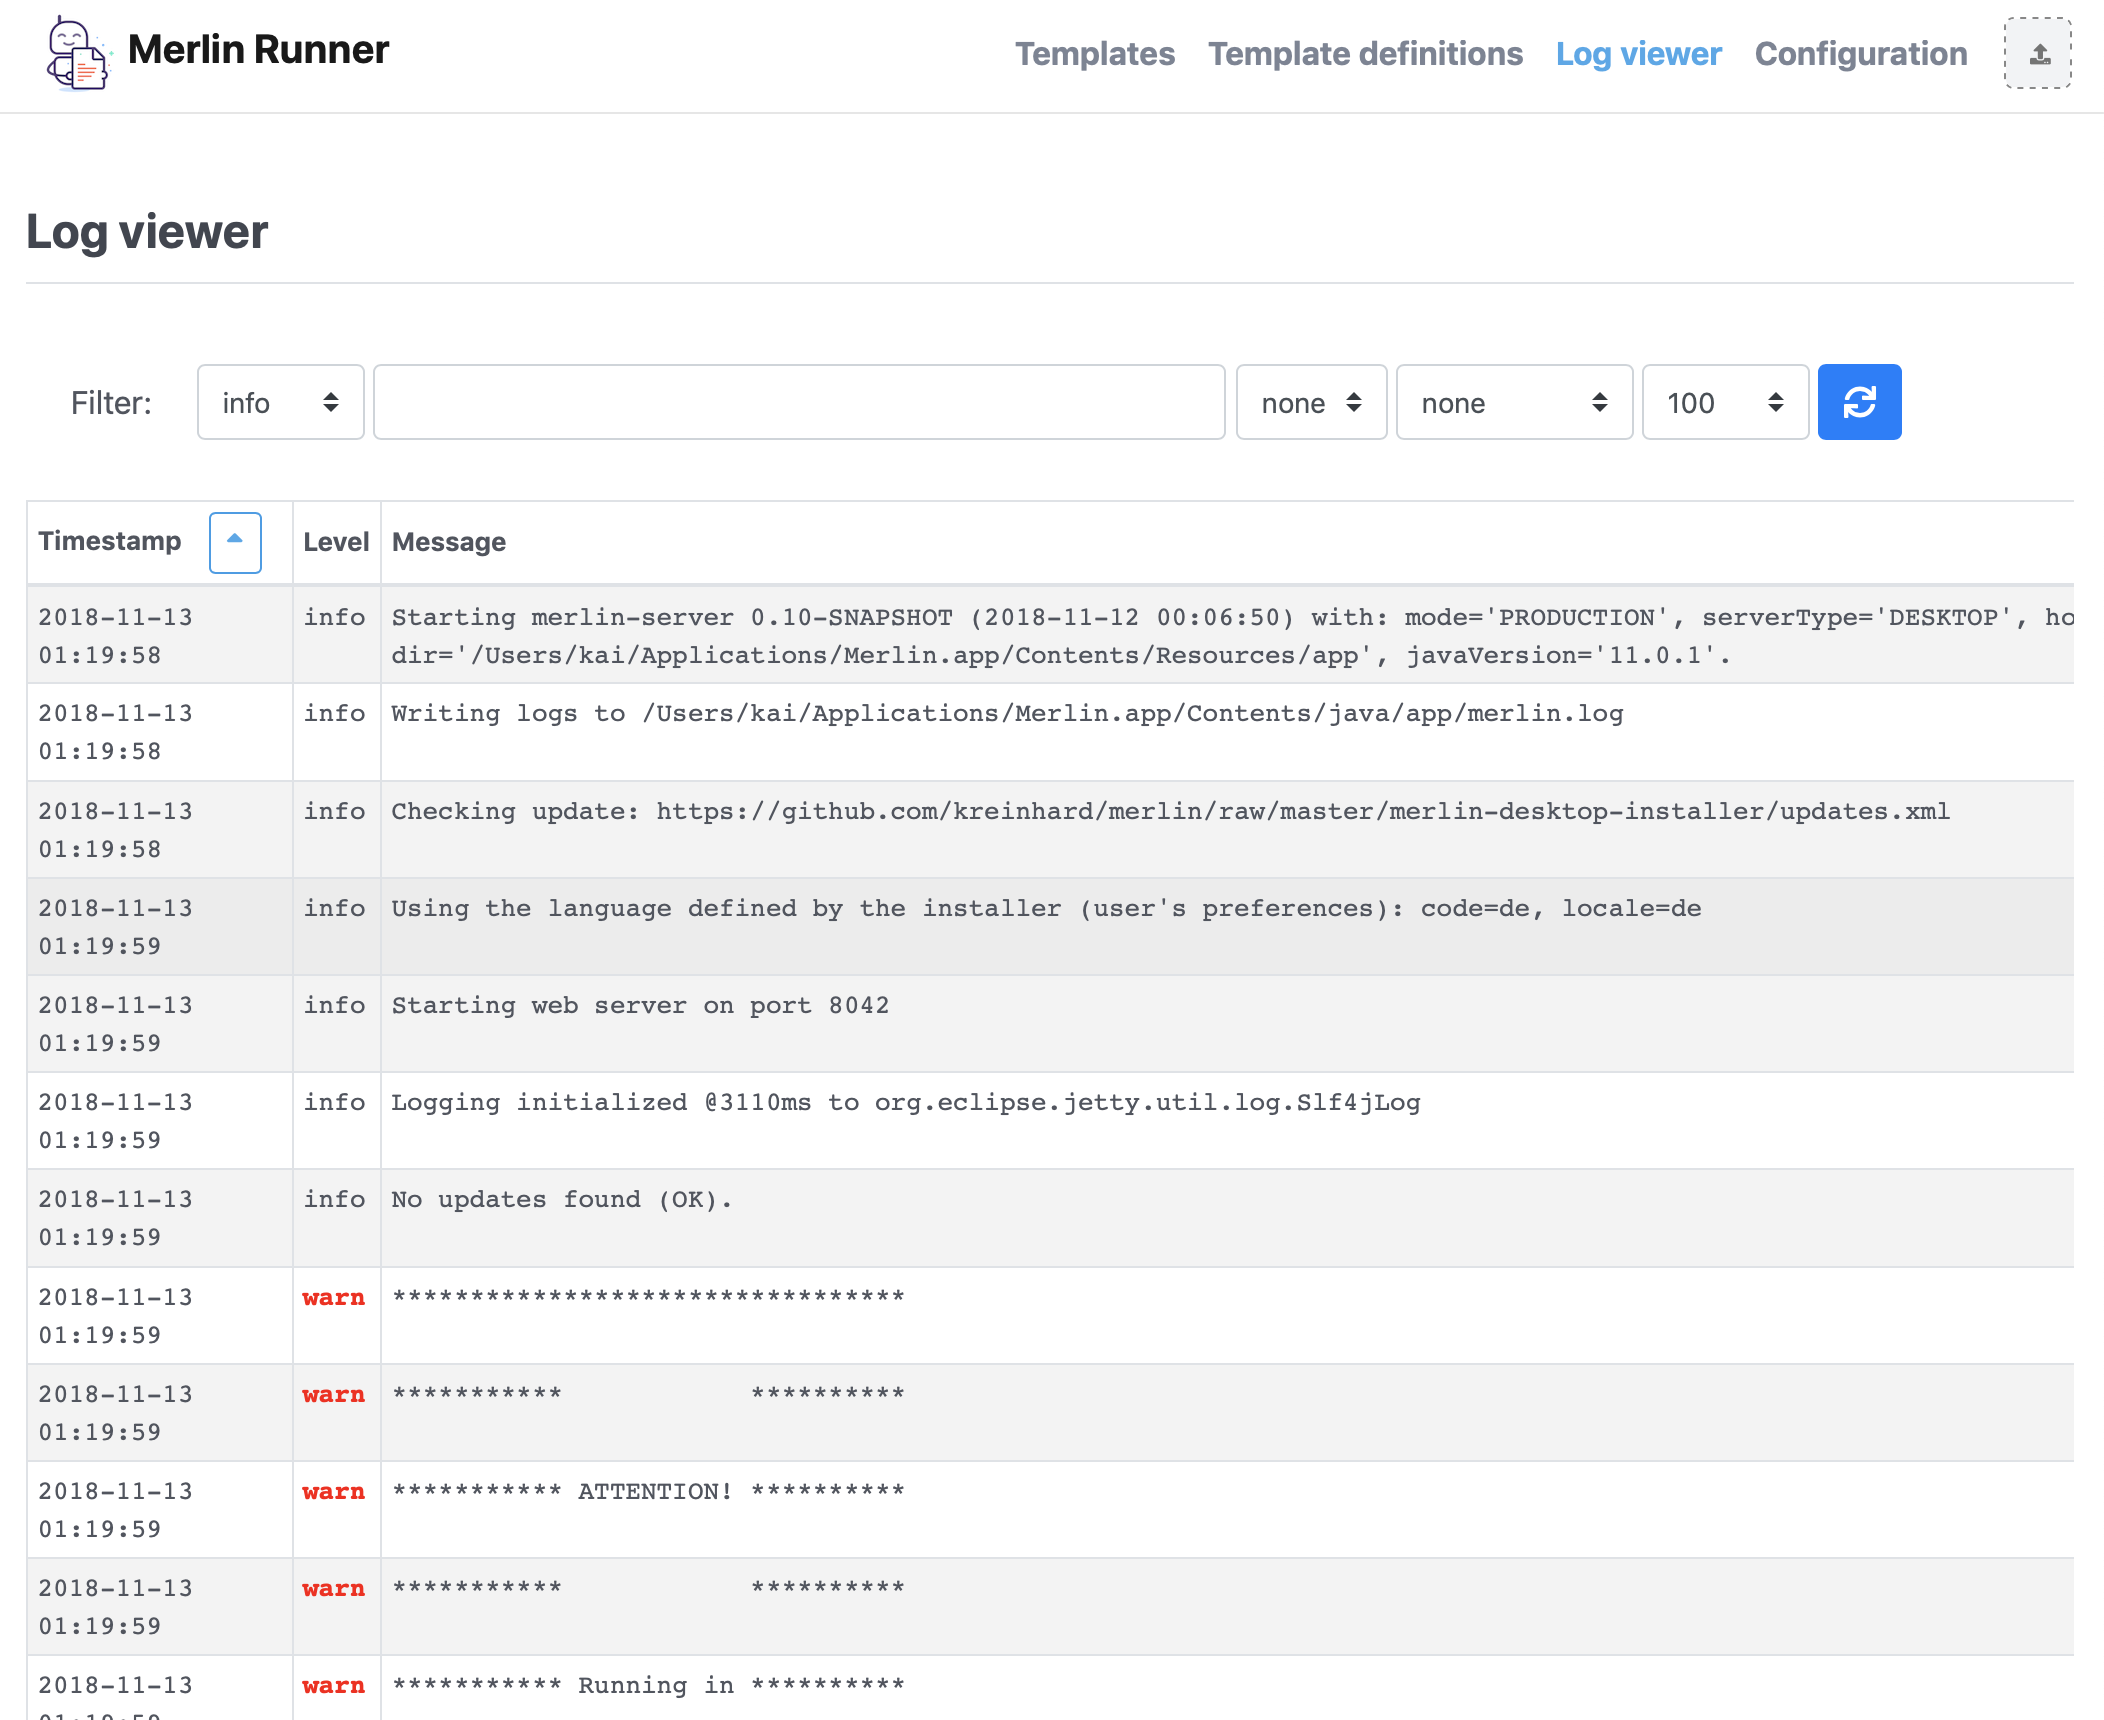 Merlin Runner
Templates Template definitions Log viewer Configuration
Log viewer
Filter: info none none 100
Timestamp Level Message
2018-11-13 info Starting merlin-server 0.10-SNAPSHOT (2018-11-12 00:06:50) with: mode='PRODUCTION', serverType='DESKTOP', ho
01:19:58 dir='/Users/kai/Applications/Merlin.app/Contents/Resources/app', javaVersion='11.0.1'.
2018-11-13 info Writing logs to /Users/kai/Applications/Merlin.app/Contents/java/app/merlin.log
01:19:58
2018-11-13 info Checking update: https://github.com/kreinhard/merlin/raw/master/merlin-desktop-installer/updates.xml
01:19:58
2018-11-13 info Using the language defined by the installer (user's preferences): code=de, locale=de
01:19:59
2018-11-13 info Starting web server on port 8042
01:19:59
2018-11-13 info Logging initialized @3110ms to org.eclipse.jetty.util.log.Slf4jLog
01:19:59
2018-11-13 info No updates found (OK).
01:19:59
2018-11-13 warn *********************************
01:19:59
2018-11-13 warn ***********            **********
01:19:59
2018-11-13 warn *********** ATTENTION! **********
01:19:59
2018-11-13 warn ***********            **********
01:19:59
2018-11-13 warn *********** Running in **********
01:19:59